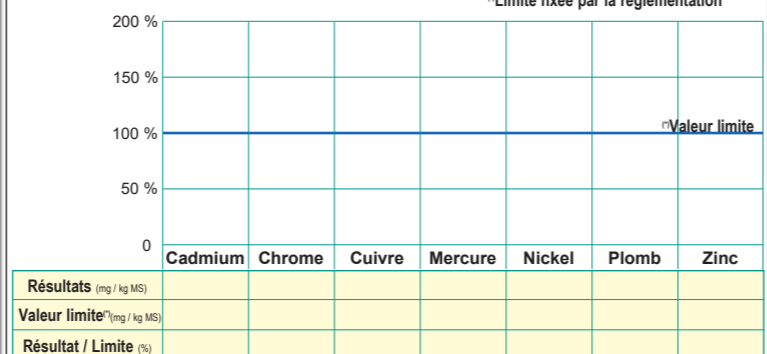 (*)Limite fixée par la réglementation
200 %
150 %
100 %
(*)Valeur limite
50 %
0
Cadmium Chrome Cuivre Mercure Nickel Plomb Zinc
Résultats (mg / kg MS)
Valeur limite(*)(mg / kg MS)
Résultat / Limite (%)